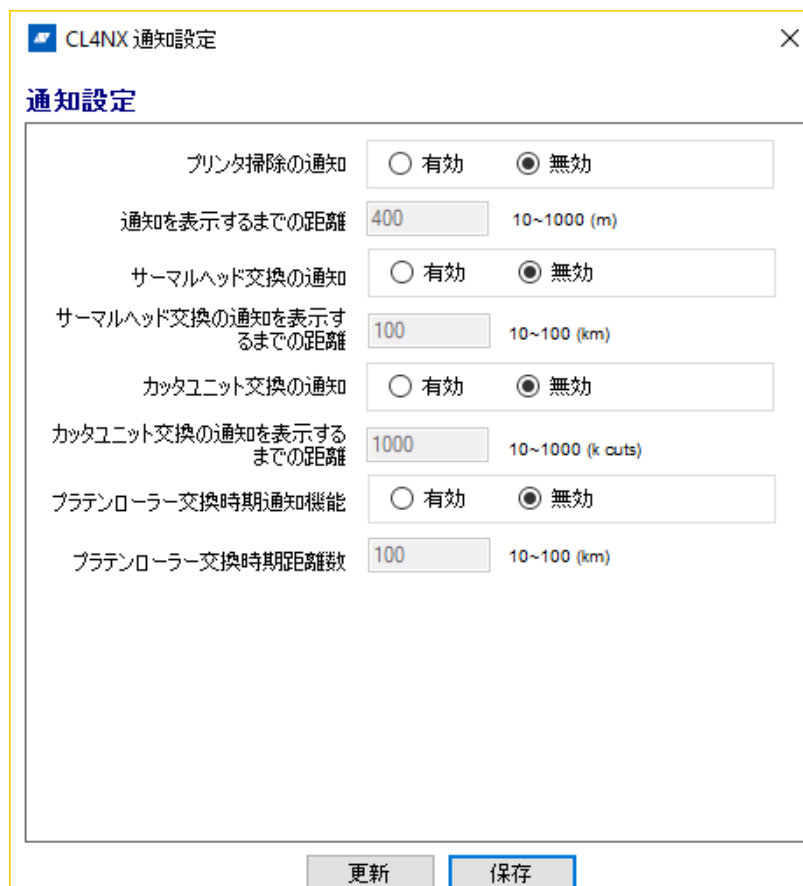 CL4NX 通知設定
通知設定
プリンタ掃除の通知 有効 無効
通知を表示するまでの距離 400 10~1000 (m)
サーマルヘッド交換の通知 有効 無効
サーマルヘッド交換の通知を表示す
るまでの距離 100 10~100 (km)
カッタユニット交換の通知 有効 無効
カッタユニット交換の通知を表示する
までの距離 1000 10~1000 (k cuts)
プラテンローラー交換時期通知機能 有効 無効
プラテンローラー交換時期距離数 100 10~100 (km)
更新 保存